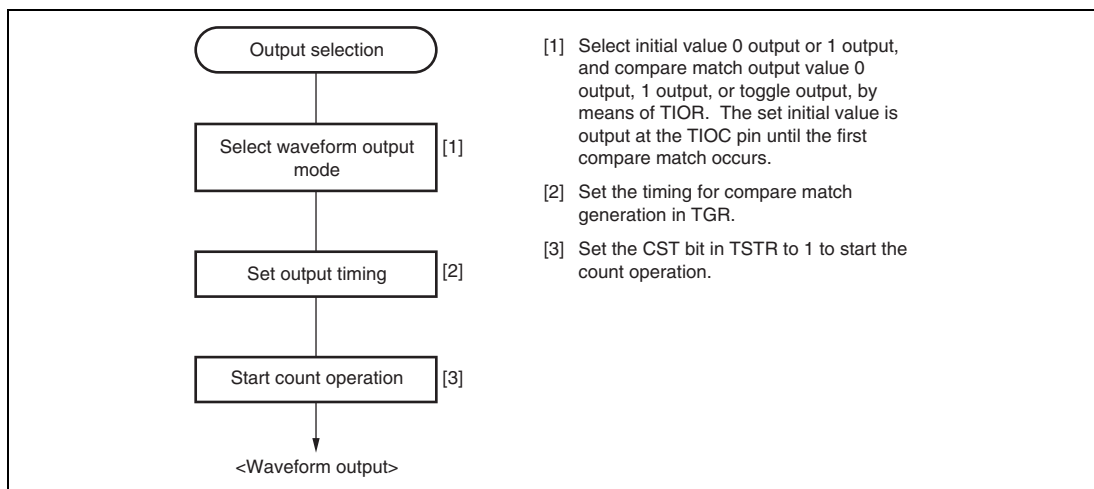 Output selection
Select waveform output
mode
[1]
Set output timing
[2]
Start count operation
[3]
<Waveform output>
[1] Select initial value 0 output or 1 output,
and compare match output value 0
output, 1 output, or toggle output, by
means of TIOR. The set initial value is
output at the TIOC pin until the first
compare match occurs.
[2] Set the timing for compare match
generation in TGR.
[3] Set the CST bit in TSTR to 1 to start the
count operation.